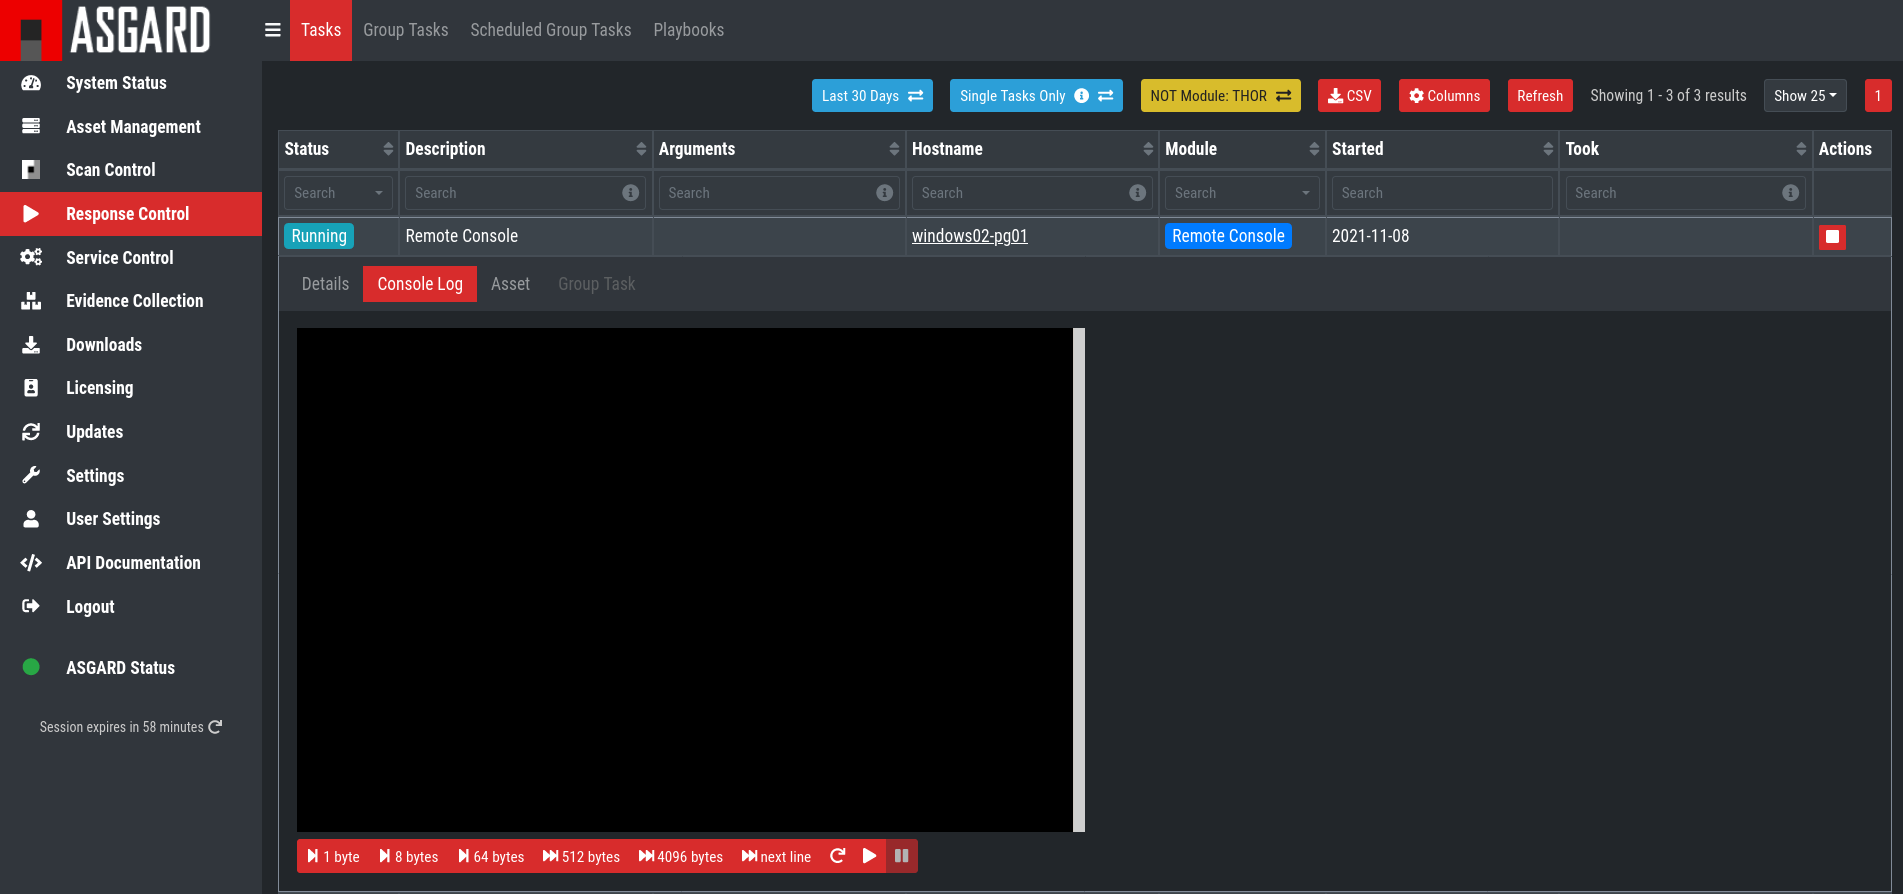 ASGARD
Tasks Group Tasks Scheduled Group Tasks Playbooks
System Status
Asset Management
Scan Control
Response Control
Service Control
Evidence Collection
Downloads
Licensing
Updates
Settings
User Settings
API Documentation
Logout
ASGARD Status
Session expires in 58 minutes
Last 30 Days Single Tasks Only NOT Module: THOR CSV Columns Refresh Showing 1 - 3 of 3 results Show 25 1
Status Description Arguments Hostname Module Started Took Actions
Search Search Search Search Search Search Search
Running Remote Console windows02-pg01 Remote Console 2021-11-08
Details Console Log Asset Group Task
1 byte 8 bytes 64 bytes 512 bytes 4096 bytes next line